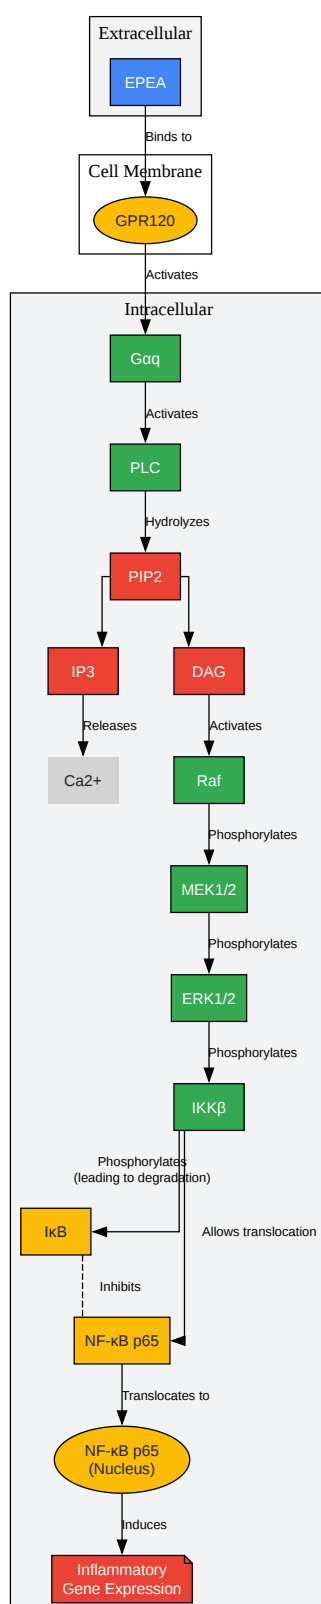 Extracellular
EPEA
Binds to
Cell Membrane
GPR120
Activates
Intracellular
Gαq
Activates
PLC
Hydrolyzes
PIP2
IP3
DAG
Releases
Activates
Ca2+
Raf
Phosphorylates
MEK1/2
Phosphorylates
ERK1/2
Phosphorylates
IKKβ
Phosphorylates
(leading to degradation)
IκB
Allows translocation
Inhibits
NF-κB p65
Translocates to
NF-κB p65
(Nucleus)
Induces
Inflammatory
Gene Expression